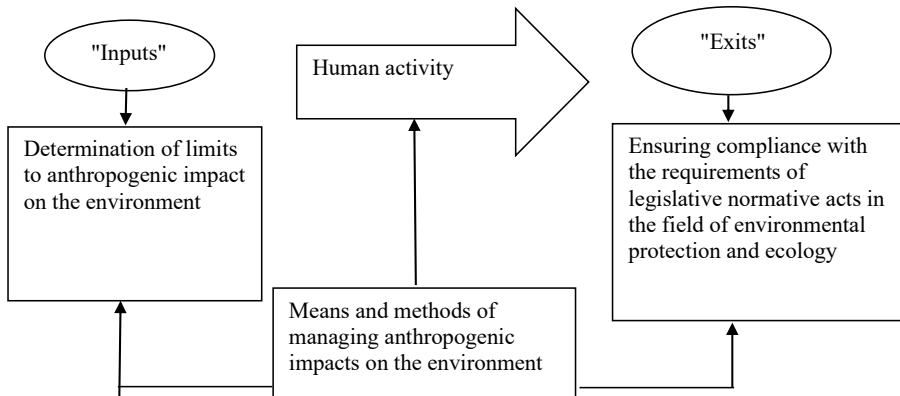 "Inputs"
Human activity
"Exits"
Determination of limits
to anthropogenic impact
on the environment
Ensuring compliance with
the requirements of
legislative normative acts in
the field of environmental
protection and ecology
Means and methods of
managing anthropogenic
impacts on the environment